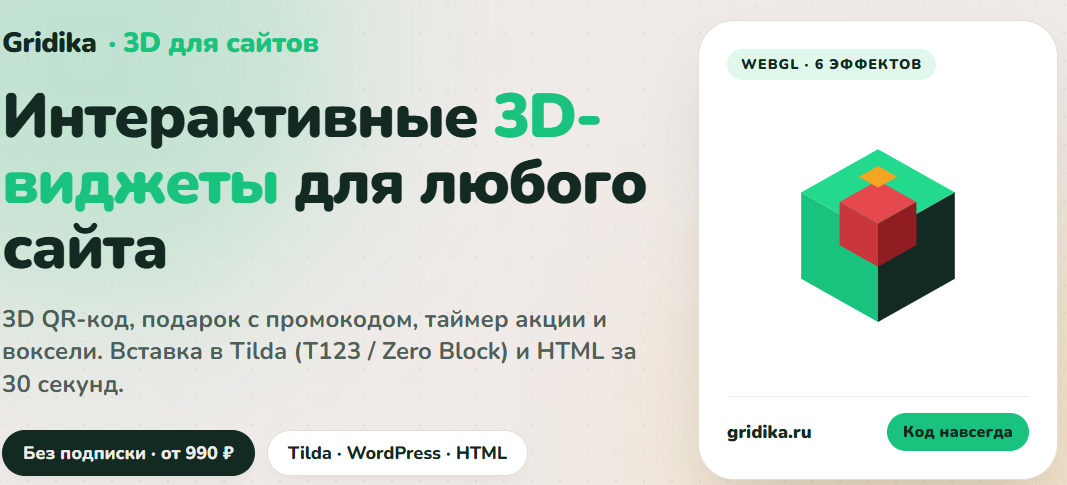 Gridika · 3D для сайтов
Интерактивные 3D-
виджеты для любого
сайта
3D QR-код, подарок с промокодом, таймер акции и
воксели. Вставка в Tilda (T123 / Zero Block) и HTML за
30 секунд.
Без подписки · от 990 ₽
Tilda · WordPress · HTML
WEBGL · 6 ЭФФЕКТОВ
gridika.ru
Код навсегда